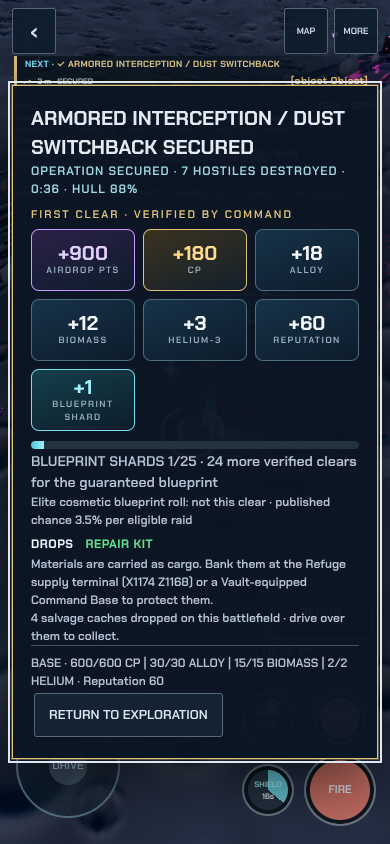 ‹
MAP
MORE
NEXT · ✓ ARMORED INTERCEPTION / DUST SWITCHBACK
SECURED
[object Object]
ARMORED INTERCEPTION / DUST
SWITCHBACK SECURED
OPERATION SECURED · 7 HOSTILES DESTROYED ·
0:36 · HULL 88%
FIRST CLEAR · VERIFIED BY COMMAND
+900
AIRDROP PTS
+180
CP
+18
ALLOY
+12
BIOMASS
+3
HELIUM-3
+60
REPUTATION
+1
BLUEPRINT
SHARD
BLUEPRINT SHARDS 1/25 · 24 more verified clears
for the guaranteed blueprint
Elite cosmetic blueprint roll: not this clear · published
chance 3.5% per eligible raid
DROPS REPAIR KIT
Materials are carried as cargo. Bank them at the Refuge
supply terminal (X1174 Z1168) or a Vault-equipped
Command Base to protect them.
4 salvage caches dropped on this battlefield · drive over
them to collect.
BASE · 600/600 CP | 30/30 ALLOY | 15/15 BIOMASS | 2/2
HELIUM · Reputation 60
RETURN TO EXPLORATION
DRIVE
SHIELD
16s
FIRE